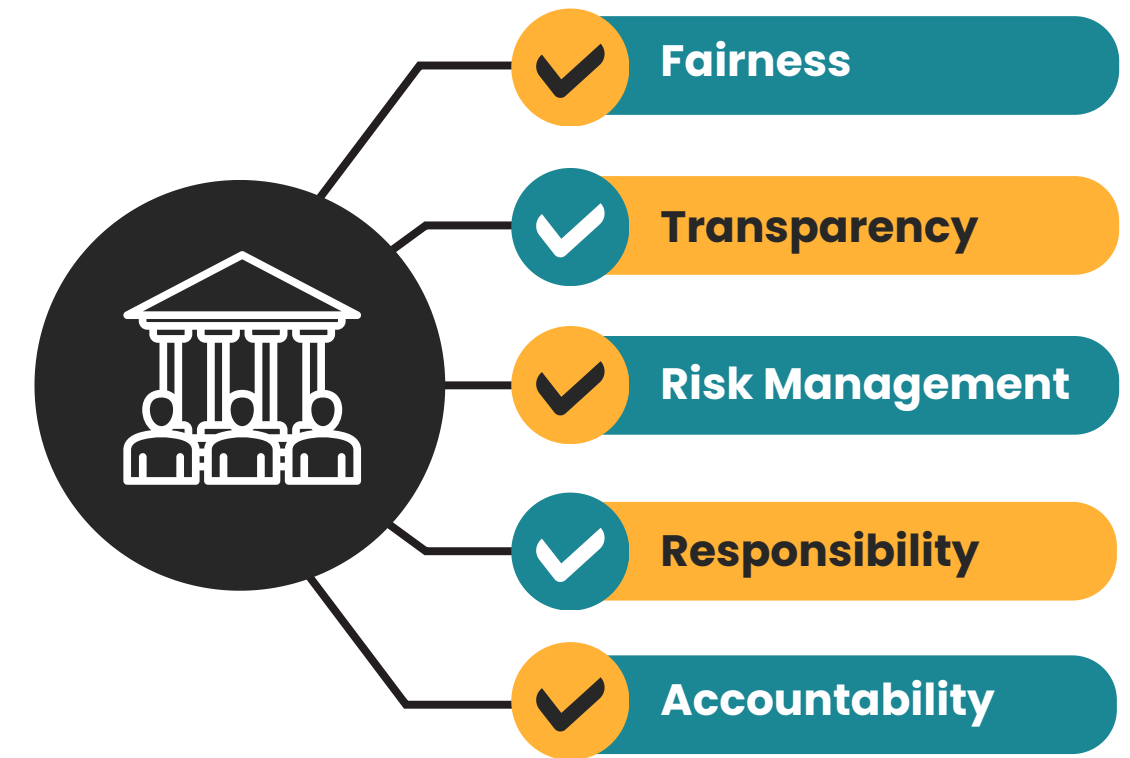 Fairness
Transparency
Risk Management
Responsibility
Accountability